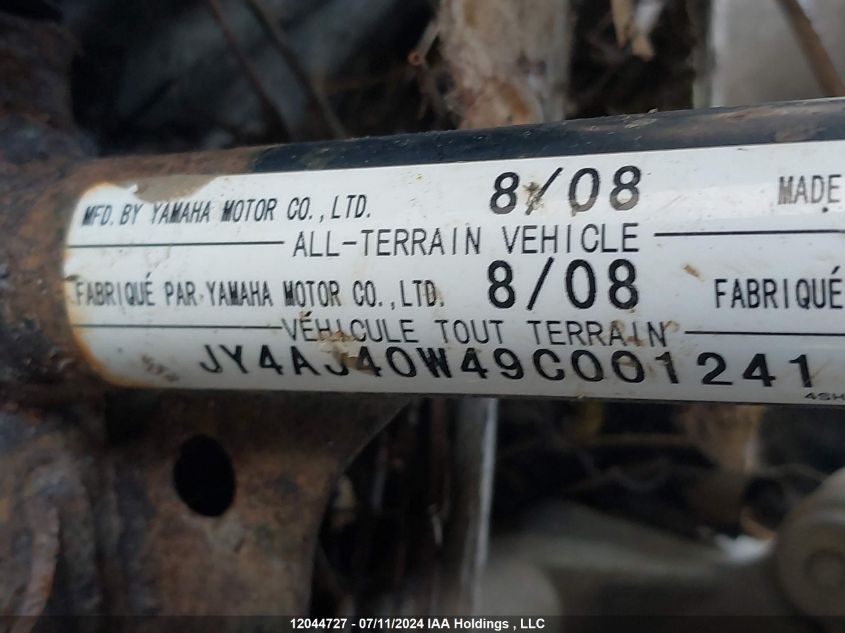 MFD. BY YAMAHA MOTOR CO., LTD. 8/08 MADE
ALL-TERRAIN VEHICLE
FABRIQUÉ PAR YAMAHA MOTOR CO., LTD. 8/08 FABRIQUÉ
VÉHICULE TOUT TERRAIN
JY4AJ40W49C001241
4SH
12044727 - 07/11/2024 IAA Holdings , LLC